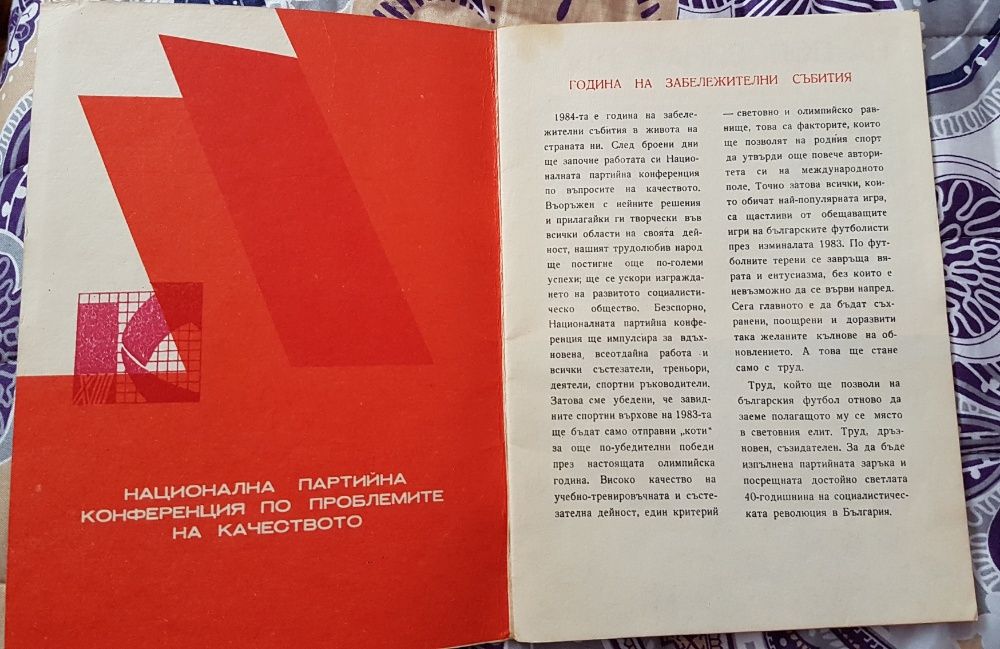 НАЦИОНАЛНА ПАРТИЙНА
КОНФЕРЕНЦИЯ ПО ПРОБЛЕМИТЕ
НА КАЧЕСТВОТО
ГОДИНА НА ЗАБЕЛЕЖИТЕЛНИ СЪБИТИЯ
1984-та е година на забеле-
жителни събития в живота на
страната ни. След броени дни
ще започне работата си Нацио-
налната партийна конференция
по въпросите на качеството.
Въоръжен с нейните решения
и прилагайки ги творчески във
всички области на своята дей-
ност, нашият трудолюбив народ
ще постигне още по-големи
успехи; ще се ускори изгражда-
нето на развитото социалисти-
ческо общество. Безспорно,
Националната партийна конфе-
ренция ще импулсира за вдъх-
новена, всеотдайна работа и
всички състезатели, треньори,
деятели, спортни ръководители.
Затова сме убедени, че завид-
ните спортни върхове на 1983-та
ще бъдат само отправни „коти“
за още по-убедителни победи
през настоящата олимпийска
година. Високо качество на
учебно-тренировъчната и състе-
зателна дейност, един критерий
— световно и олимпийско рав-
нище, това са факторите, които
ще позволят на родния спорт
да утвърди още повече автори-
тета си на международното
поле. Точно затова всички, кои-
то обичат най-популярната игра,
са щастливи от обещаващите
игри на българските футболисти
през изминалата 1983. По фут-
болните терени се завръща вя-
рата и ентусиазма, без които е
невъзможно да се върви напред.
Сега главното е да бъдат съх-
ранени, поощрени и доразвити
така желаните кълнове на об-
новлението. А това ще стане
само с труд.
Труд, който ще позволи на
българския футбол отново да
заеме полагащото му се място
в световния елит. Труд, дръз-
новен, съзидателен. За да бъде
изпълнена партийната заръка и
посрещната достойно светлата
40-годишнина на социалистиче-
ската революция в България.